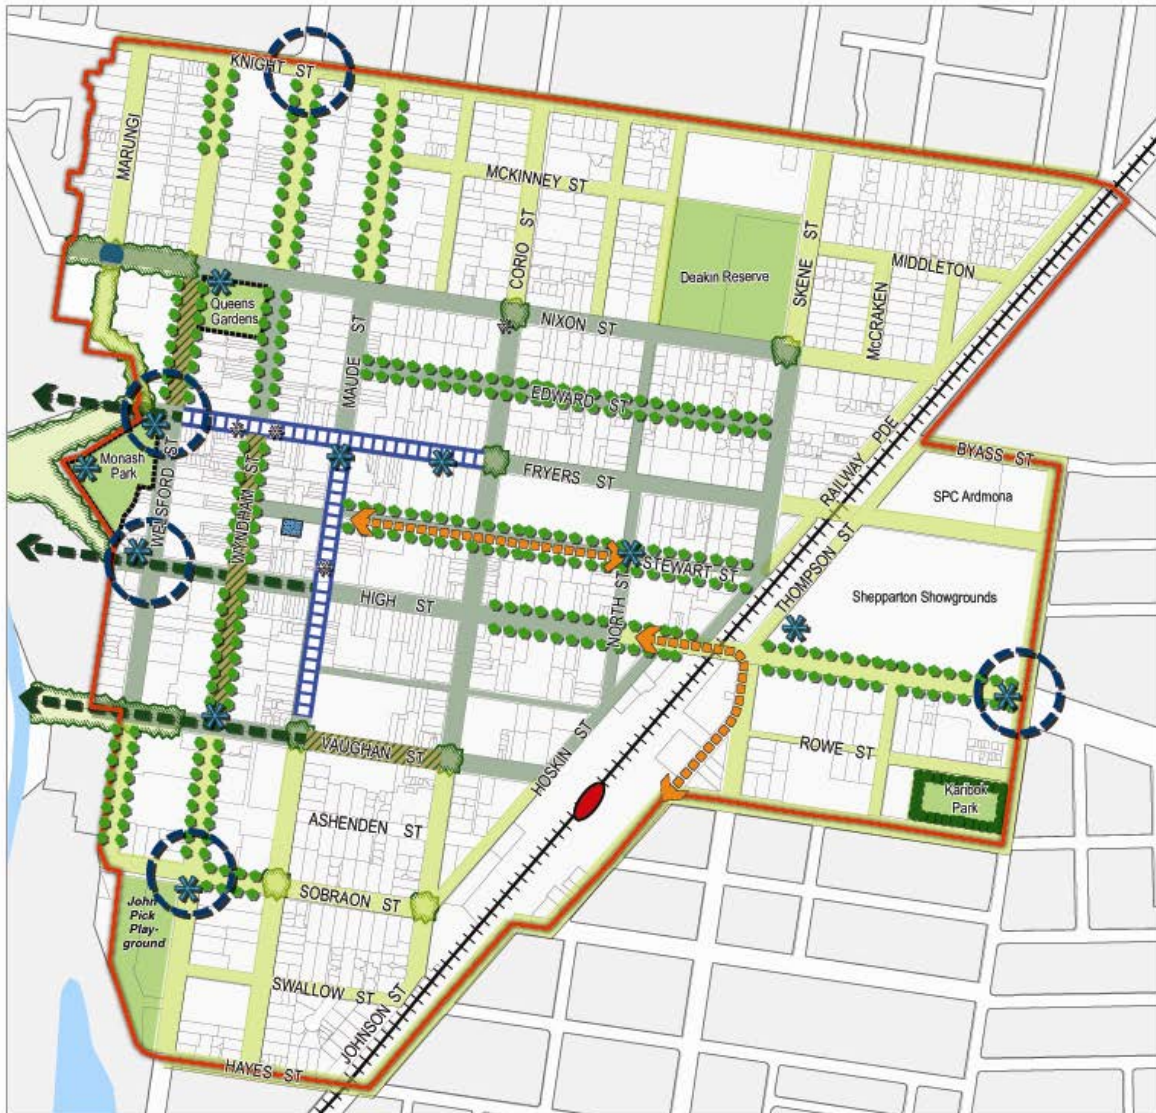 KNIGHT ST
MARUNGI
MCKINNEY ST
CORIO ST
Deakin Reserve
SKENE ST
MIDDLETON
McCRAKEN
Queens
Gardens
NIXON ST
MAUDE ST
EDWARD ST
RAILWAY PDE
BYASS ST
Monash
Park
WELSFORD ST
WYNDHAM ST
FRYERS ST
SPC Ardmona
STEWART ST
THOMPSON ST
Shepparton Showgrounds
HIGH ST
NORTH ST
VAUGHAN ST
HOSKIN ST
ROWE ST
Karibok
Park
ASHENDEN ST
SOBRAON ST
John
Pick
Play-
ground
SWALLOW ST
JOHNSON ST
HAYES ST